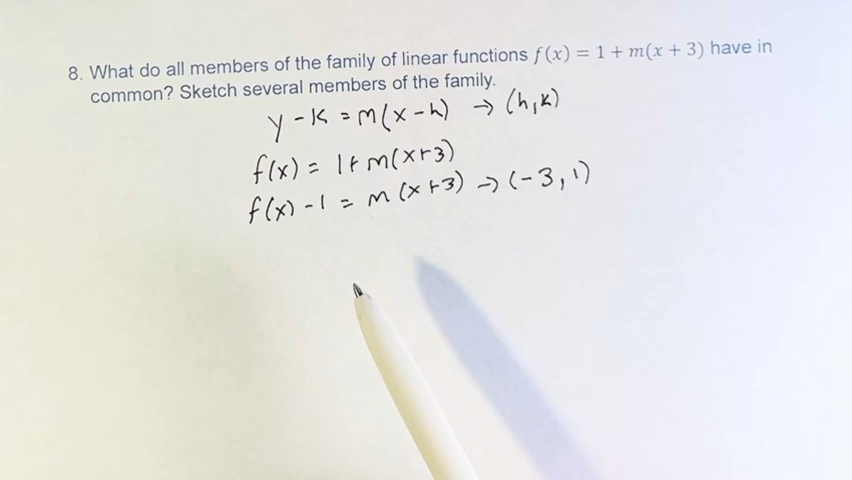 8. What do all members of the family of linear functions f(x) = 1 + m(x + 3) have in
common? Sketch several members of the family.
y - k = m(x - h) → (h, k)
f(x) = 1 + m(x+3)
f(x) - 1 = m(x+3) → (-3, 1)